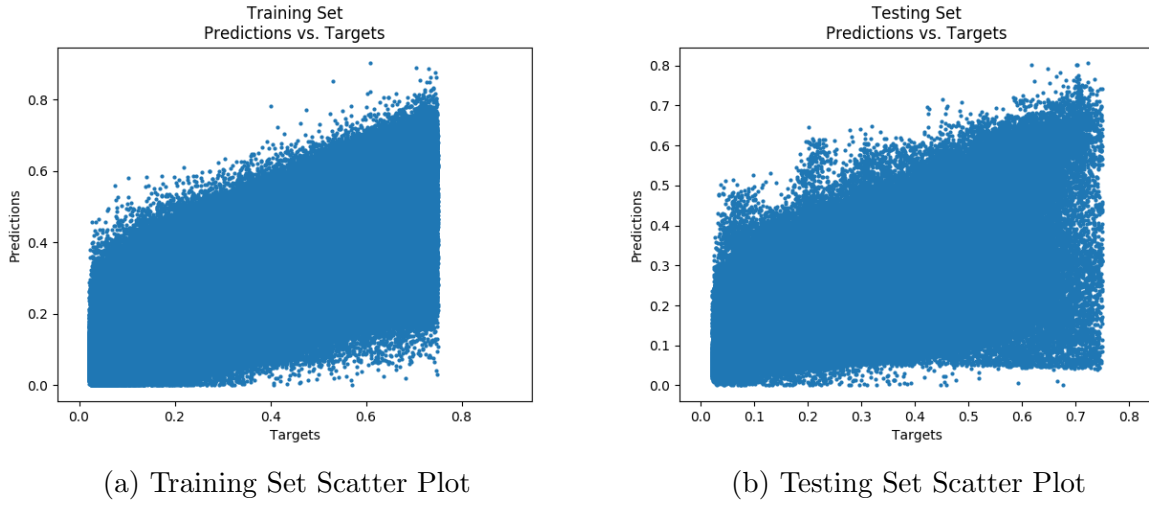 Training Set
Predictions vs. Targets
Predictions
0.8
0.6
0.4
0.2
0.0
0.0 0.2 0.4 0.6 0.8
Targets
(a) Training Set Scatter Plot
Testing Set
Predictions vs. Targets
Predictions
0.8
0.7
0.6
0.5
0.4
0.3
0.2
0.1
0.0
0.0 0.1 0.2 0.3 0.4 0.5 0.6 0.7 0.8
Targets
(b) Testing Set Scatter Plot